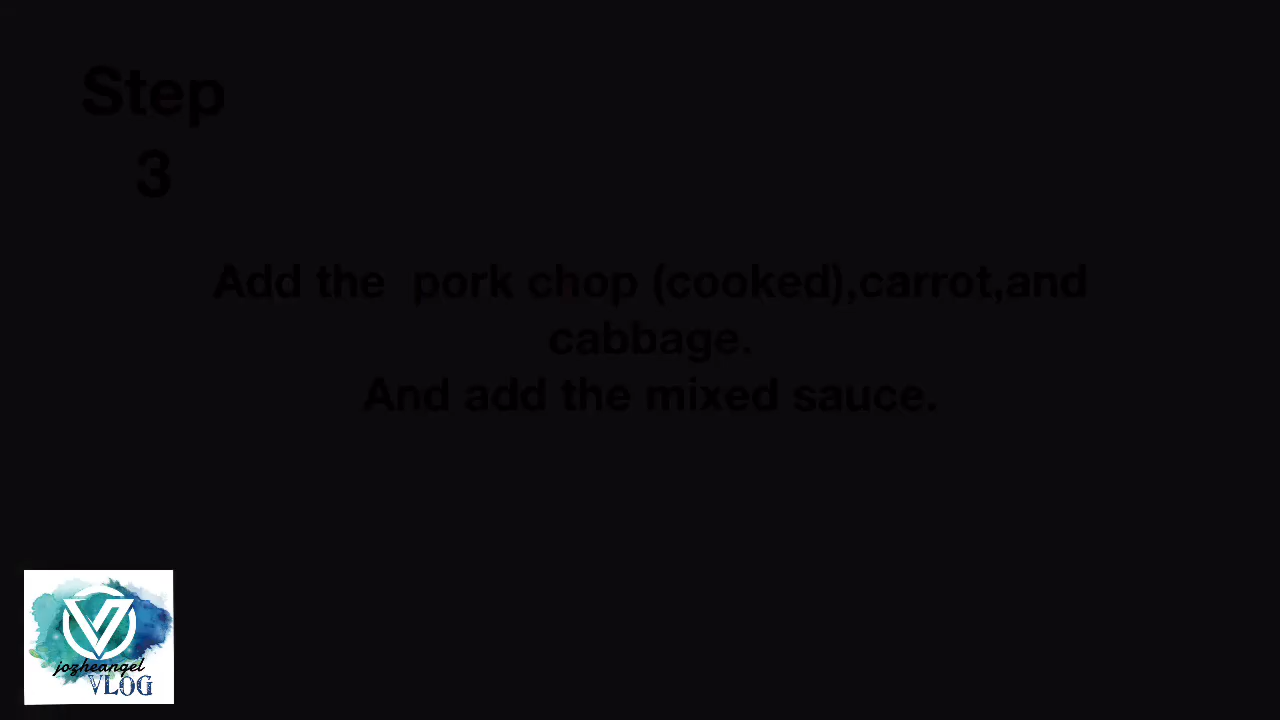 Step
3
Add the  pork chop (cooked),carrot,and
cabbage.
And add the mixed sauce.
jozheangel
VLOG